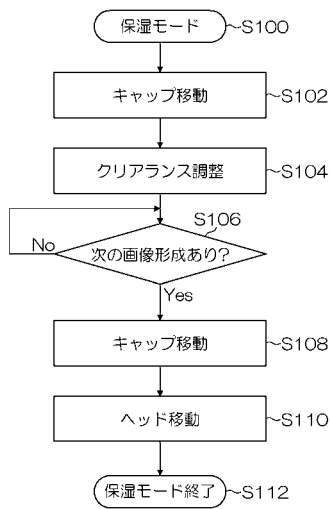 保湿モード ~S100
キャップ移動 ~S102
クリアランス調整 ~S104
S106
次の画像形成あり?
No
Yes
キャップ移動 ~S108
ヘッド移動 ~S110
保湿モード終了 ~S112